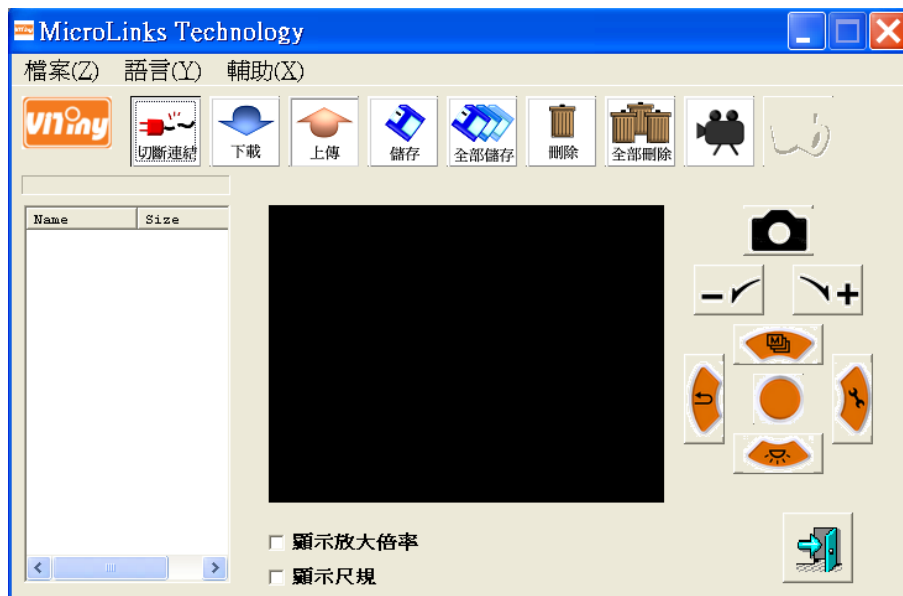 MicroLinks Technology
檔案(Z) 語言(Y) 輔助(X)
vminy 切斷連結 下載 上傳 儲存 全部儲存 刪除 全部刪除
Name Size
M
顯示放大倍率
顯示尺規